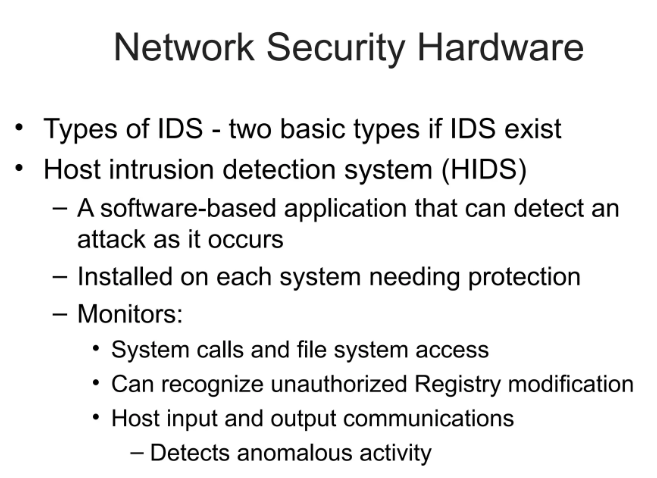 Network Security Hardware
• Types of IDS - two basic types if IDS exist
• Host intrusion detection system (HIDS)
– A software-based application that can detect an
attack as it occurs
– Installed on each system needing protection
– Monitors:
• System calls and file system access
• Can recognize unauthorized Registry modification
• Host input and output communications
– Detects anomalous activity